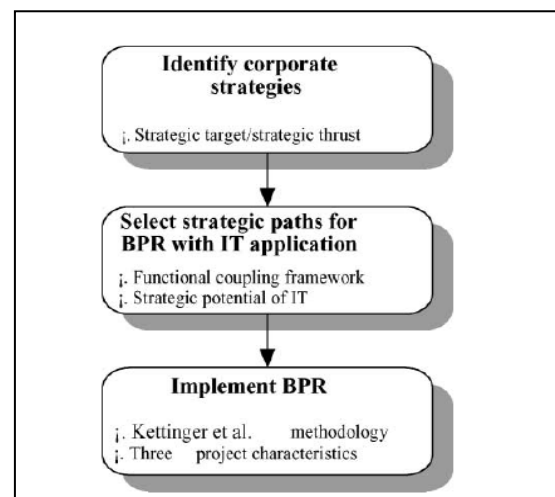 Identify corporate
strategies
¡. Strategic target/strategic thrust
Select strategic paths for
BPR with IT application
¡. Functional coupling framework
¡. Strategic potential of IT
Implement BPR
¡. Kettinger et al. methodology
¡. Three project characteristics